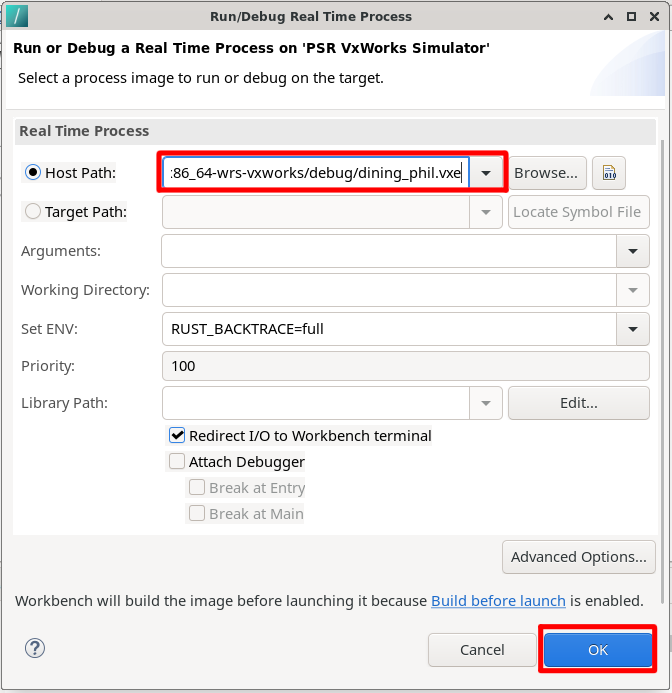 Run/Debug Real Time Process
Run or Debug a Real Time Process on 'PSR VxWorks Simulator'
Select a process image to run or debug on the target.
Real Time Process
Host Path: :86_64-wrs-vxworks/debug/dining_phil.vxe Browse...
Target Path: Locate Symbol File
Arguments:
Working Directory:
Set ENV: RUST_BACKTRACE=full
Priority: 100
Library Path: Edit...
Redirect I/O to Workbench terminal
Attach Debugger
Break at Entry
Break at Main
Advanced Options...
Workbench will build the image before launching it because Build before launch is enabled.
? Cancel OK